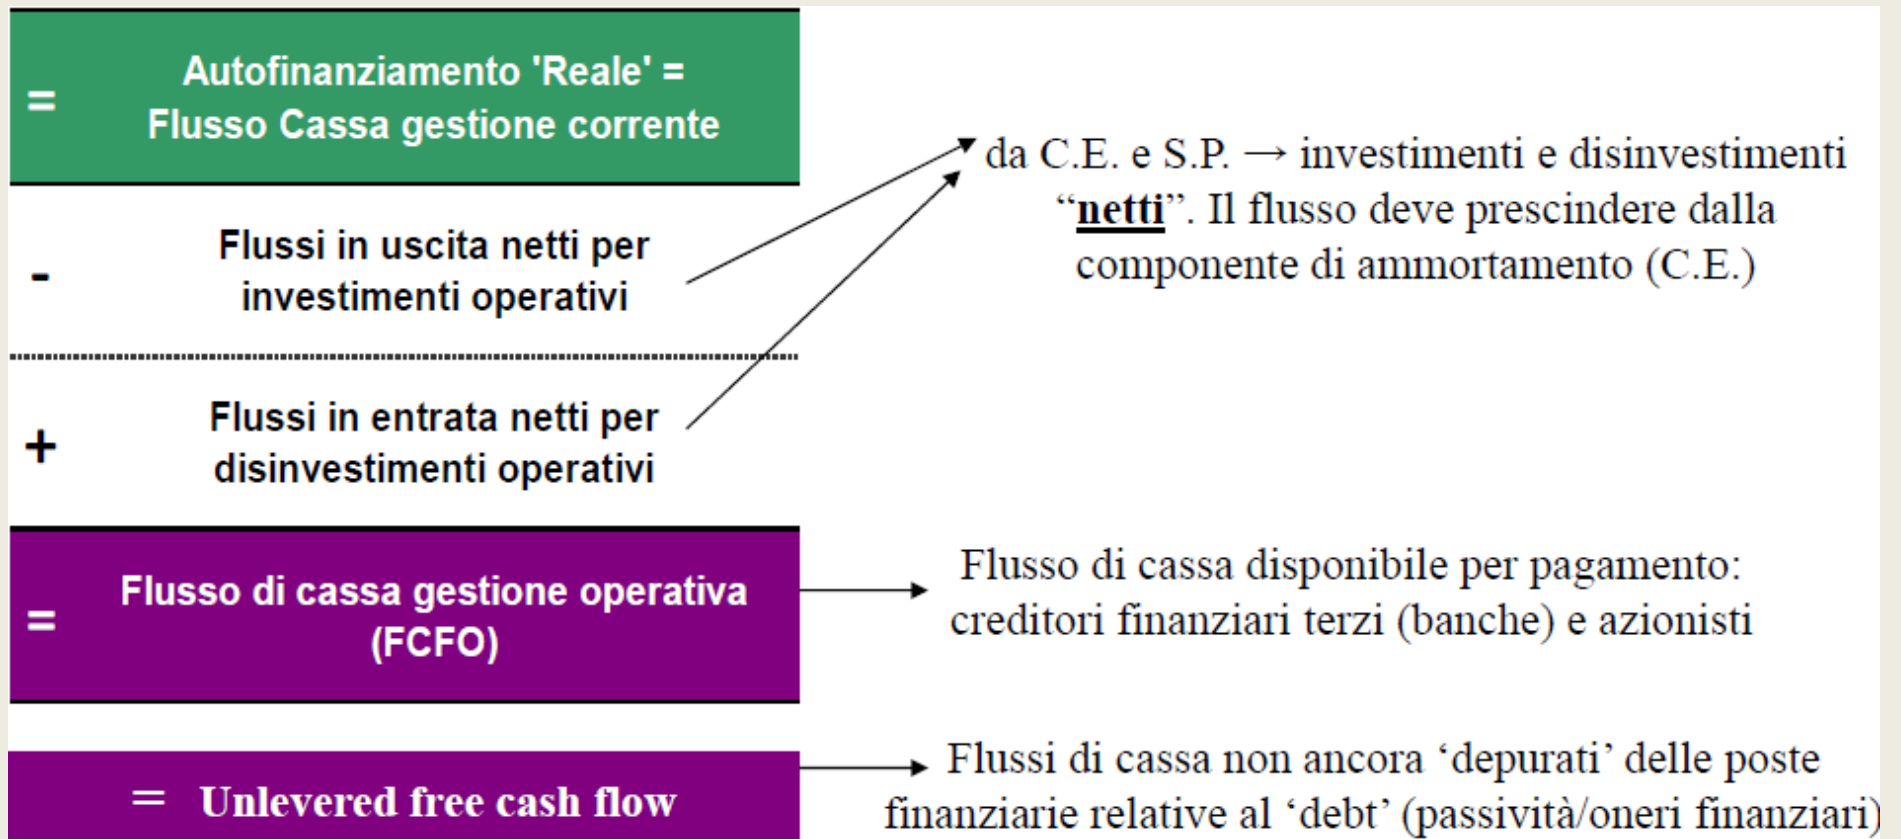 = Autofinanziamento 'Reale' =
Flusso Cassa gestione corrente
- Flussi in uscita netti per
investimenti operativi
+ Flussi in entrata netti per
disinvestimenti operativi
= Flusso di cassa gestione operativa
(FCFO)
= Unlevered free cash flow
da C.E. e S.P. → investimenti e disinvestimenti
“netti”. Il flusso deve prescindere dalla
componente di ammortamento (C.E.)
Flusso di cassa disponibile per pagamento:
creditori finanziari terzi (banche) e azionisti
Flussi di cassa non ancora ‘depurati’ delle poste
finanziarie relative al ‘debt’ (passività/oneri finanziari)